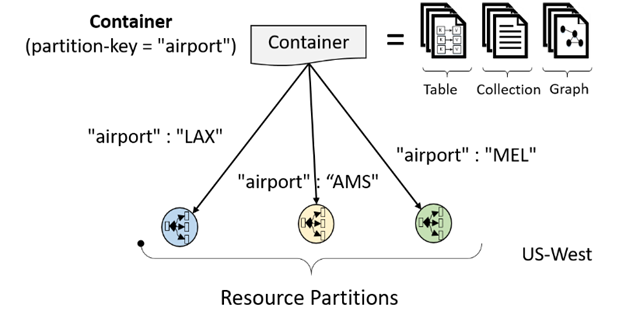 Container
(partition-key = "airport")
Container
=
Table
Collection
Graph
"airport" : "LAX"
"airport" : “AMS"
"airport" : "MEL"
US-West
Resource Partitions